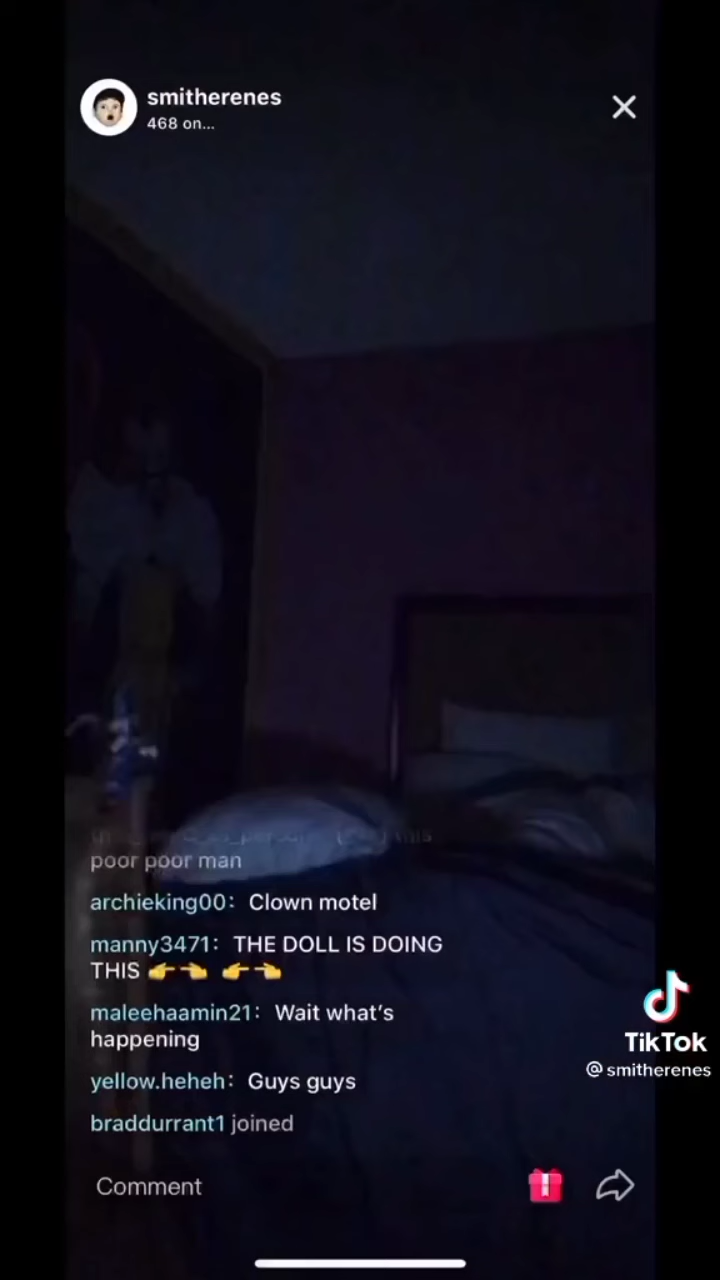 smitherenes
468 on...
poor poor man
archieking00: Clown motel
manny3471: THE DOLL IS DOING
THIS 👉👈 👉👈
maleehaamin21: Wait what's
happening
yellow.heheh: Guys guys
braddurrant1 joined
Comment
TikTok
@smitherenes